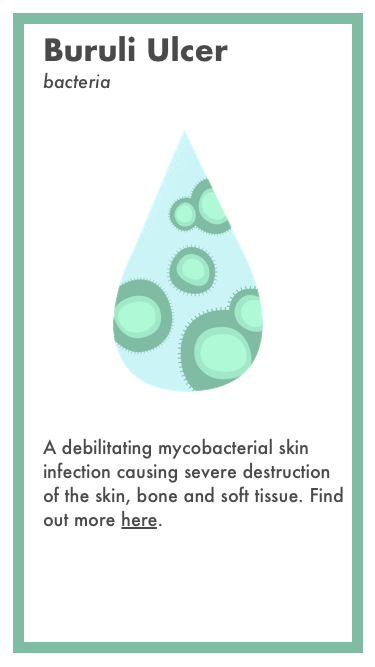 Buruli Ulcer
bacteria
A debilitating mycobacterial skin
infection causing severe destruction
of the skin, bone and soft tissue. Find
out more here.